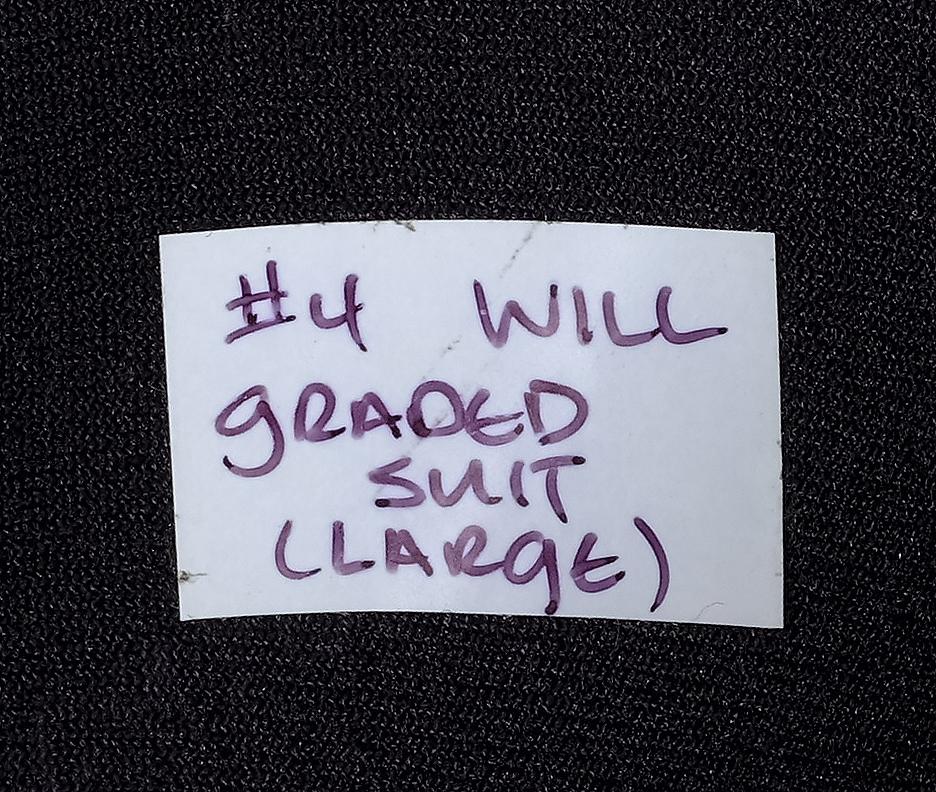 #4 WILL
gRADED
SUIT
(LARgE)